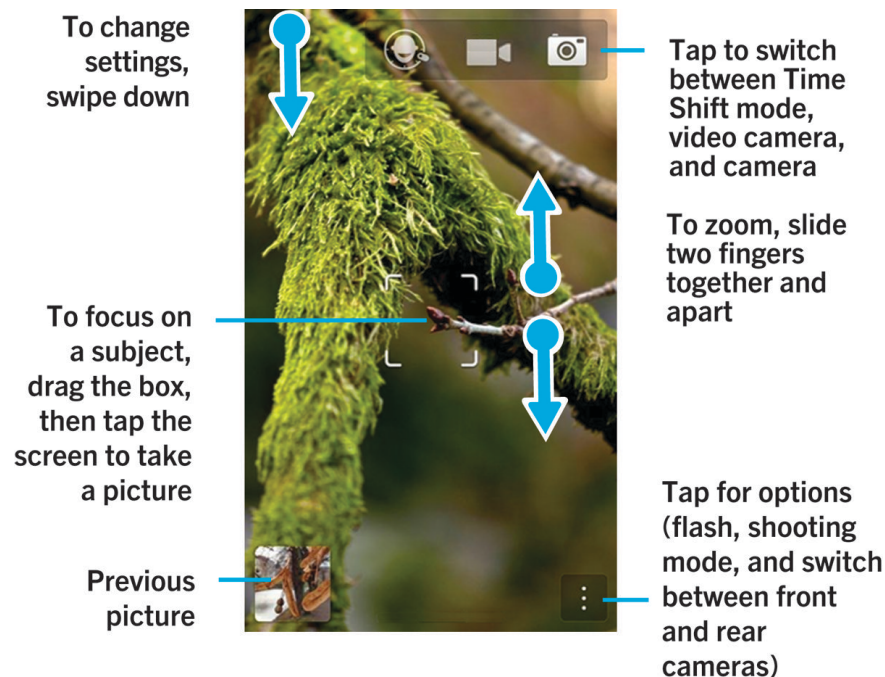 To change
settings,
swipe down
Tap to switch
between Time
Shift mode,
video camera,
and camera
To zoom, slide
two fingers
together and
apart
To focus on
a subject,
drag the box,
then tap the
screen to take
a picture
Previous
picture
Tap for options
(flash, shooting
mode, and switch
between front
and rear
cameras)